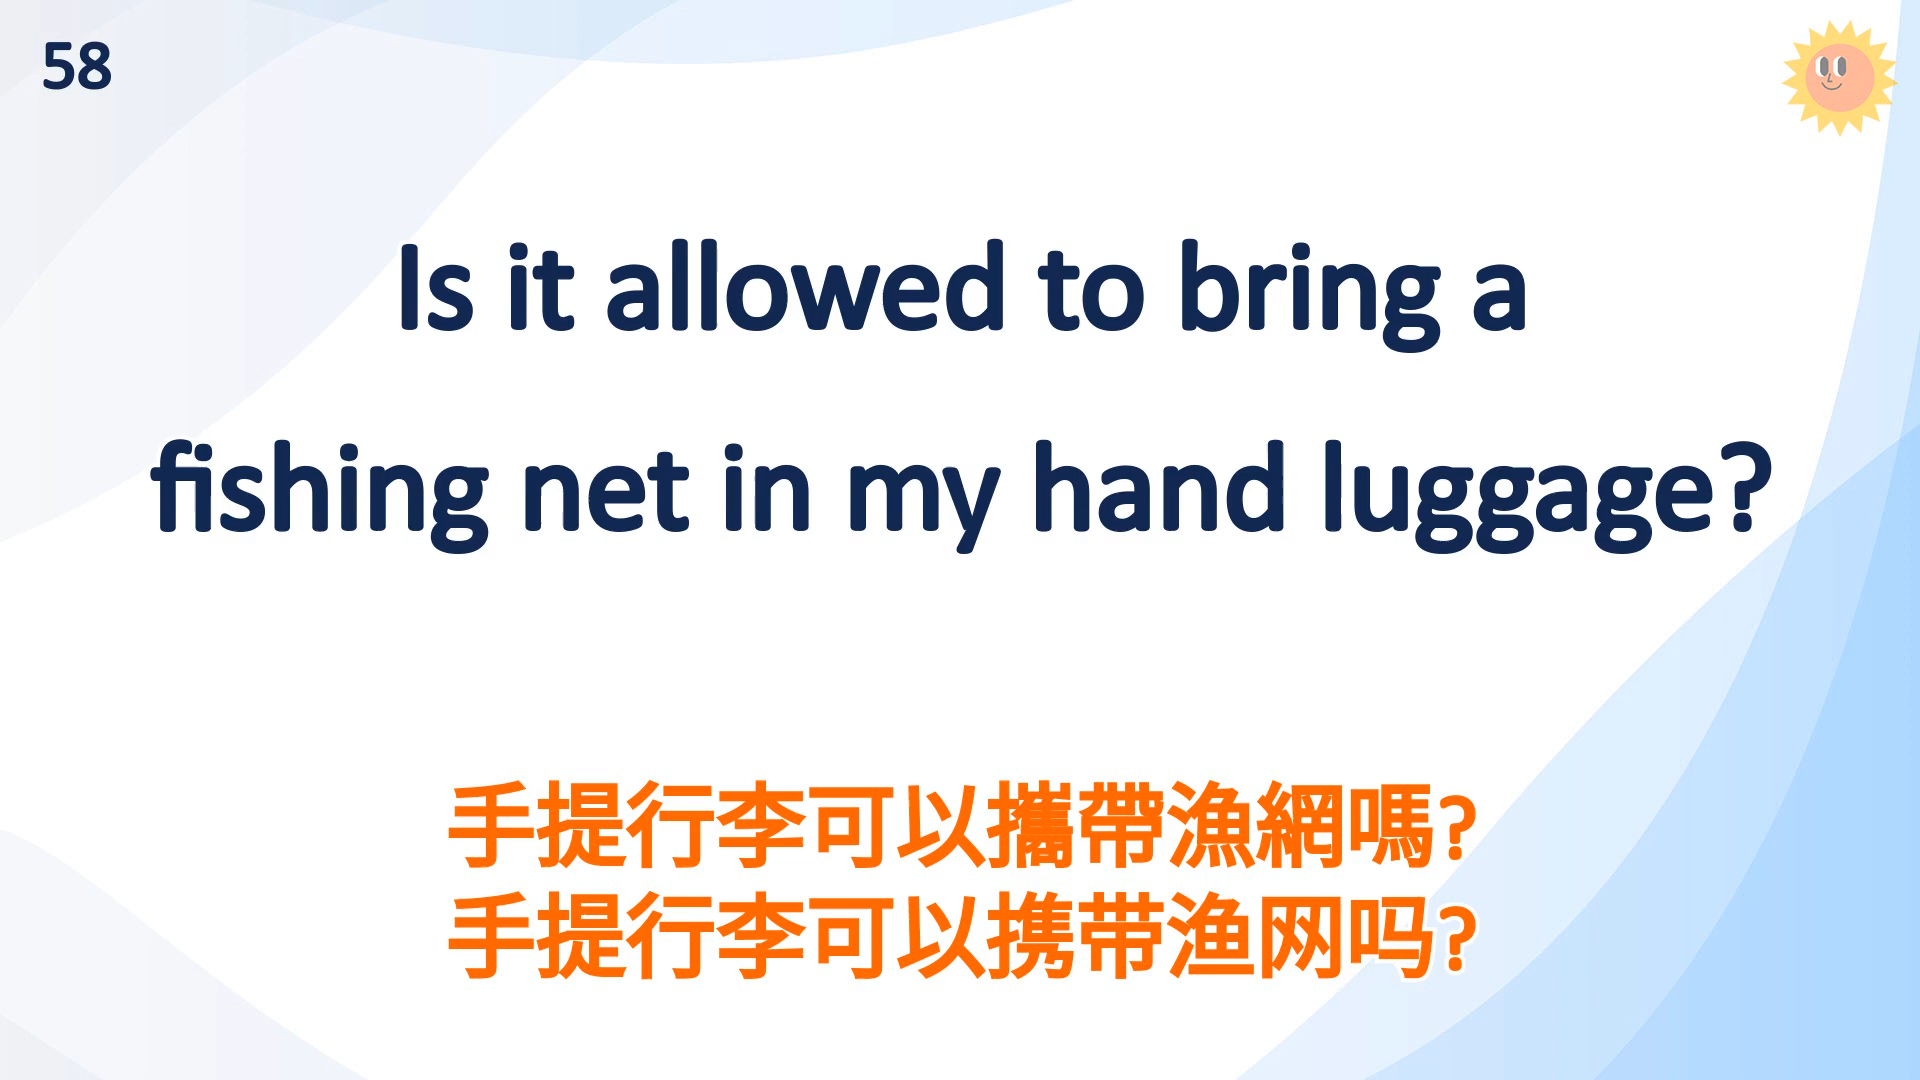 58
Is it allowed to bring a
fishing net in my hand luggage?
手提行李可以攜帶漁網嗎?
手提行李可以携带渔网吗?